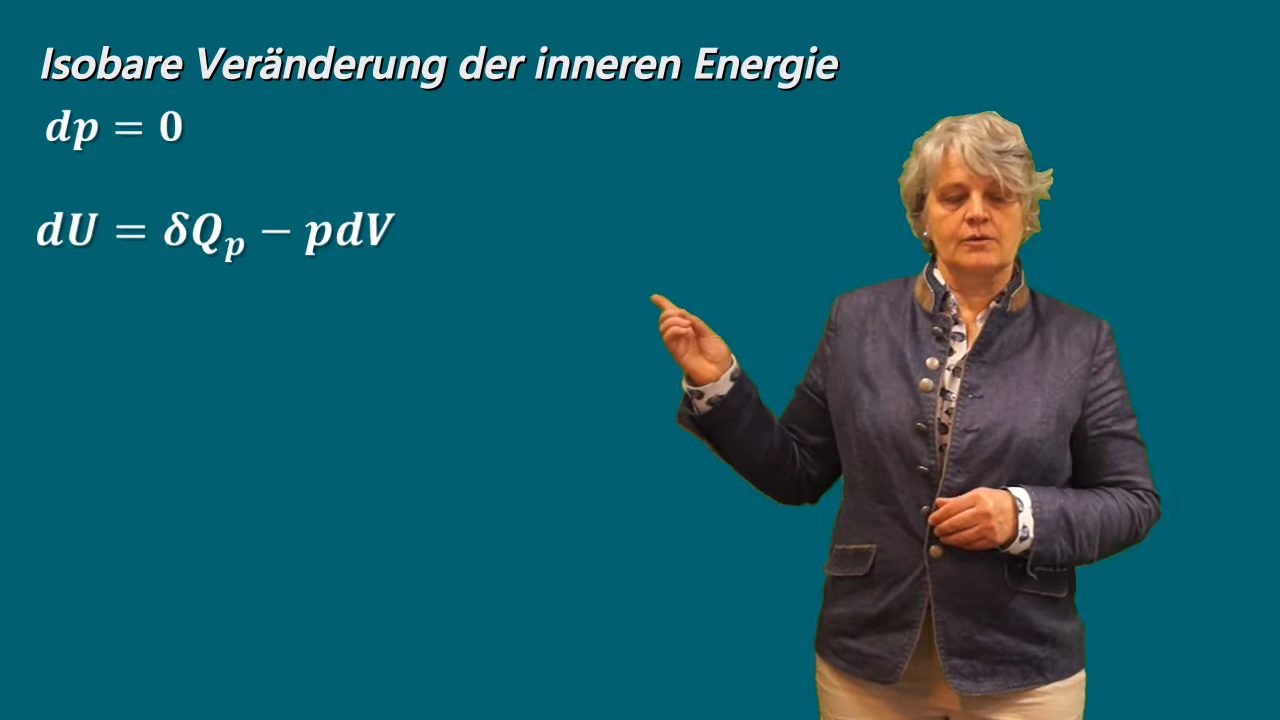 Isobare Veränderung der inneren Energie
dp = 0
dU = δQ_p − pdV